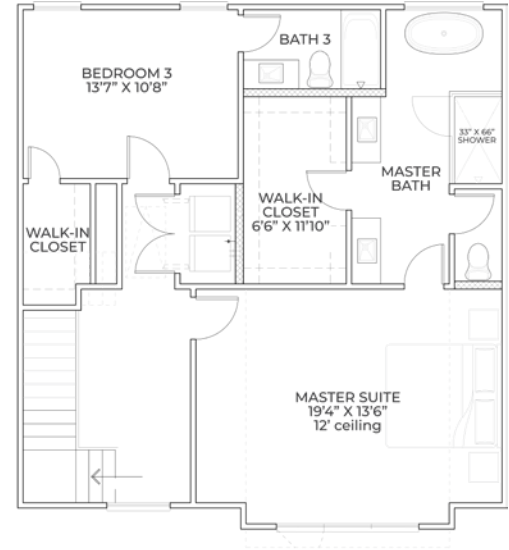 BATH 3
BEDROOM 3
13'7" X 10'8"
33" X 66"
SHOWER
MASTER
BATH
WALK-IN
CLOSET
6'6" X 11'10"
WALK-IN
CLOSET
MASTER SUITE
19'4" X 13'6"
12' ceiling